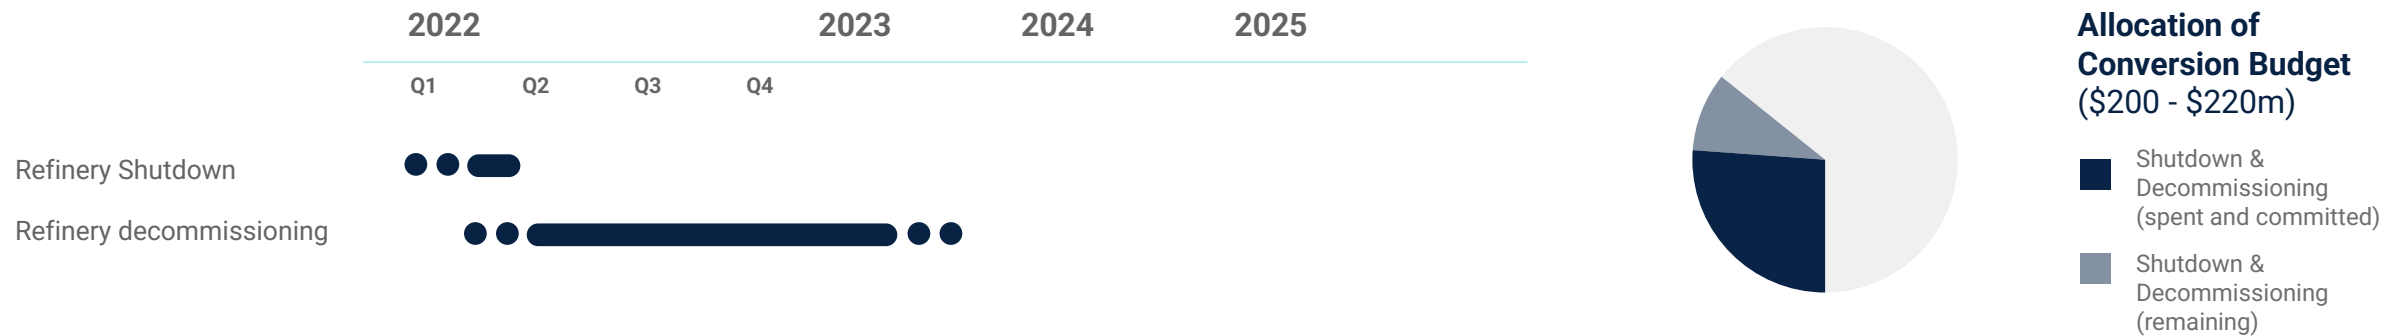 2022 2023 2024 2025
Q1 Q2 Q3 Q4
Refinery Shutdown
Refinery decommissioning
Allocation of
Conversion Budget
($200 - $220m)
Shutdown &
Decommissioning
(spent and committed)
Shutdown &
Decommissioning
(remaining)